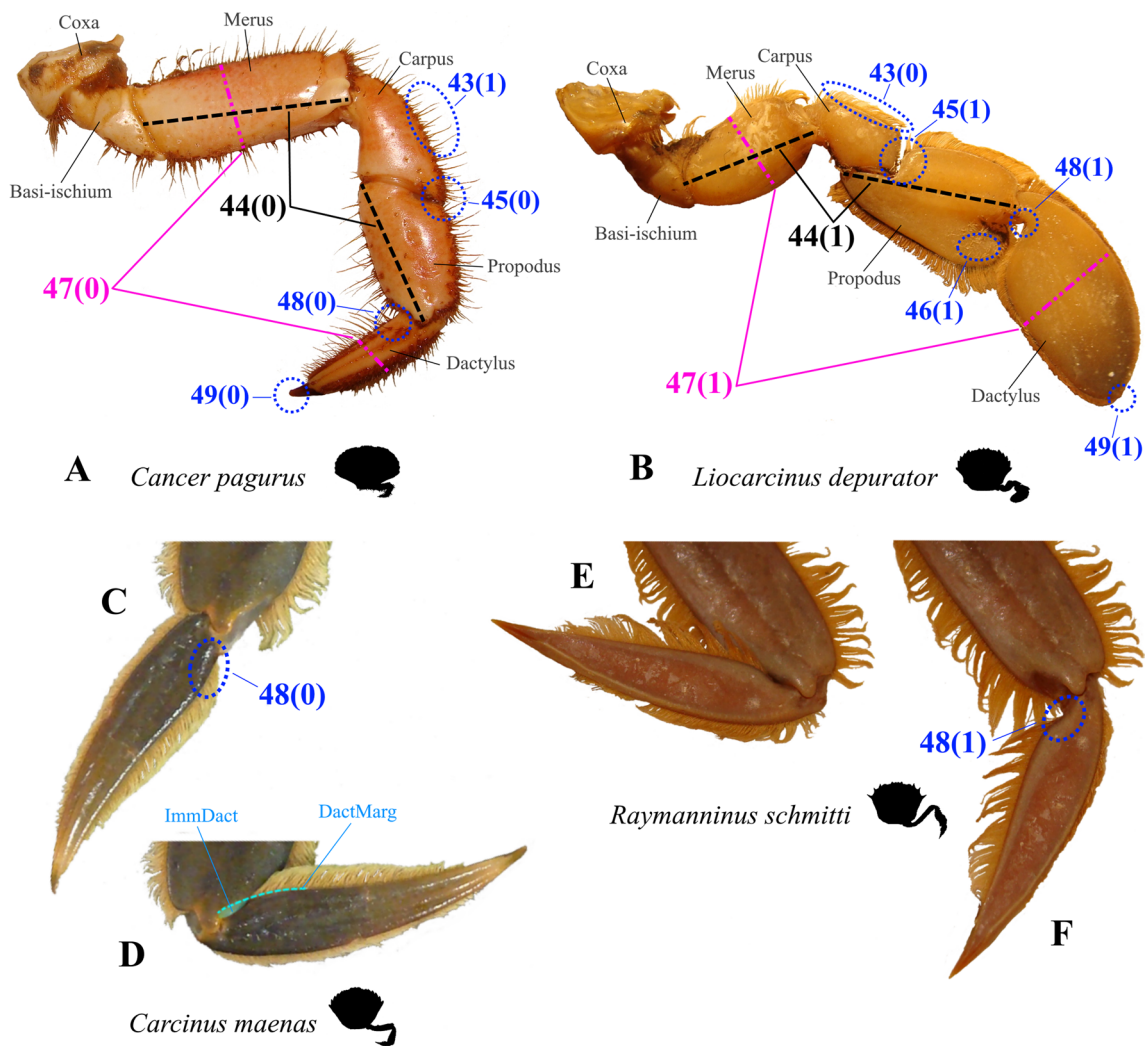 Coxa
Merus
Carpus
43(1)
Basi-ischium
44(0)
45(0)
Propodus
47(0)
48(0)
Dactylus
49(0)
A
Cancer pagurus
Coxa
Merus
Carpus
43(0)
45(1)
48(1)
Basi-ischium
44(1)
Propodus
46(1)
47(1)
Dactylus
49(1)
B
Liocarcinus depurator
C
48(0)
ImmDact
DactMarg
D
Carcinus maenas
E
48(1)
Raymanninus schmitti
F